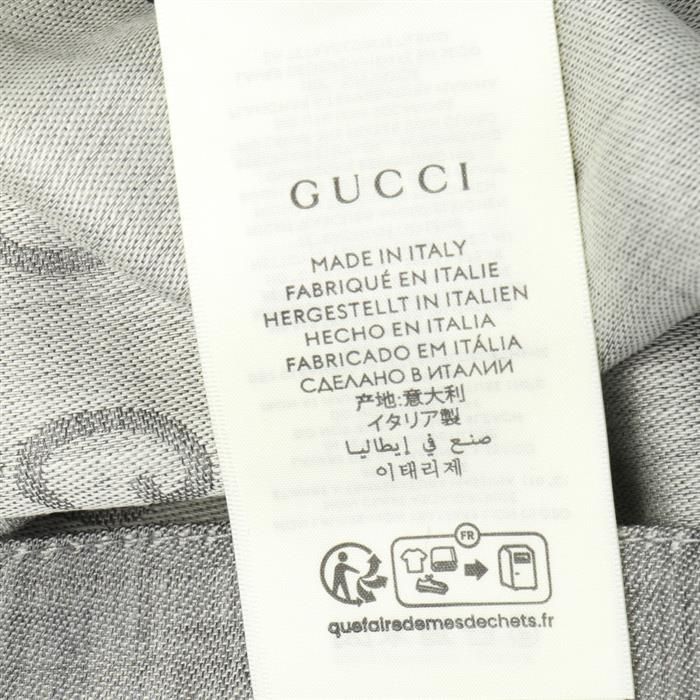 GUCCI
MADE IN ITALY
FABRIQUÉ EN ITALIE
HERGESTELLT IN ITALIEN
HECHO EN ITALIA
FABRICADO EM ITÁLIA
СДЕЛАНО В ИТАЛИИ
产地:意大利
イタリア製
صنع في إيطاليا
이태리제
FR
quefairedemesdechets.fr